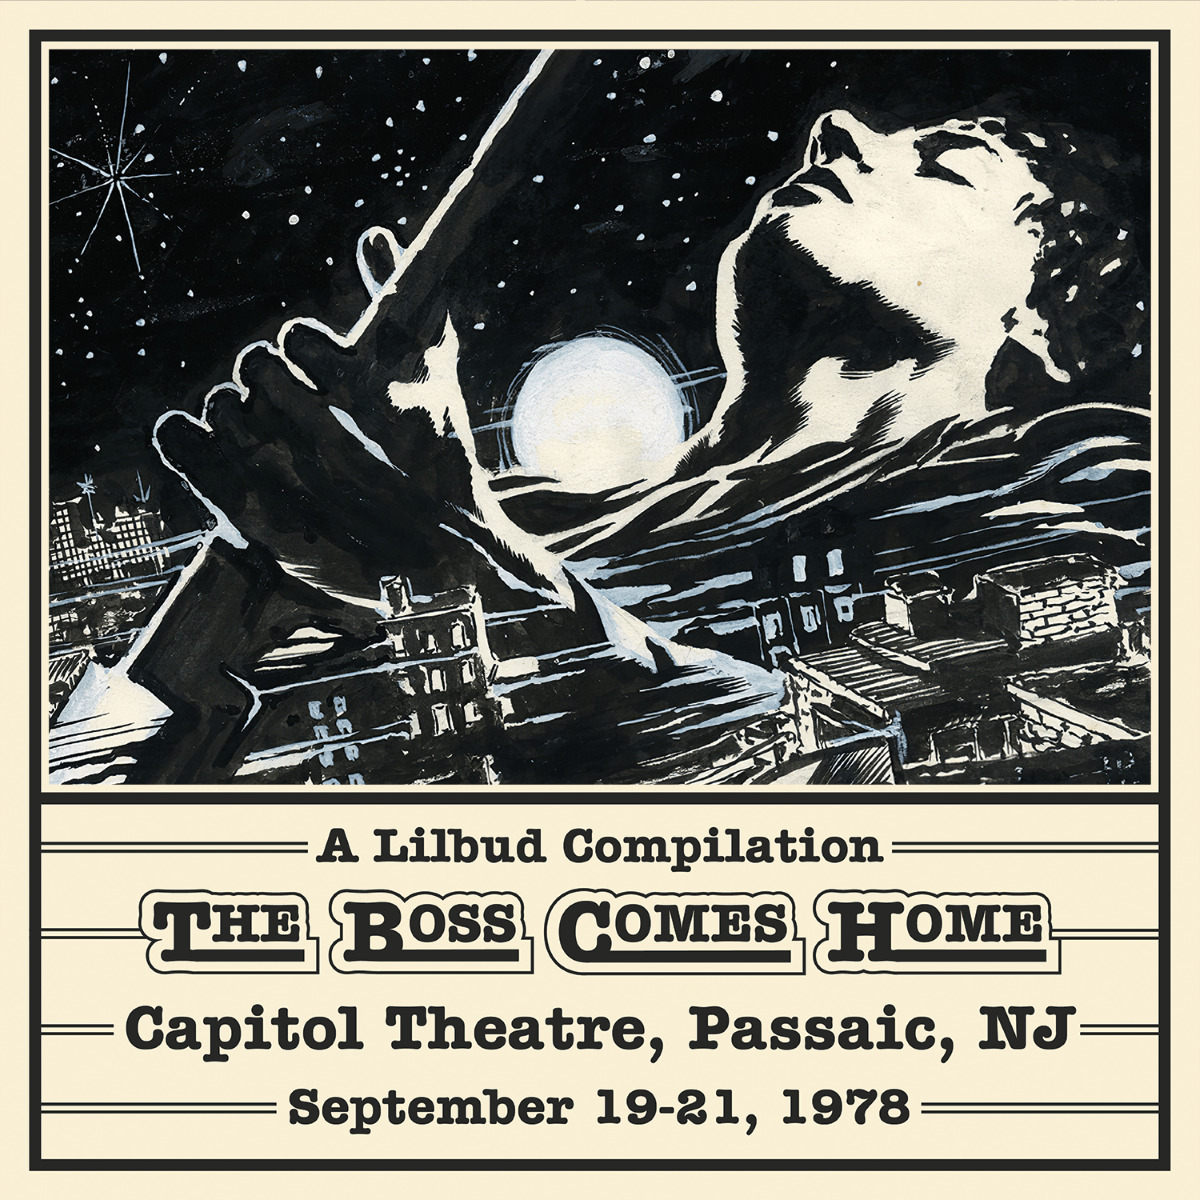 A Lilbud Compilation
The Boss Comes Home
Capitol Theatre, Passaic, NJ
September 19-21, 1978